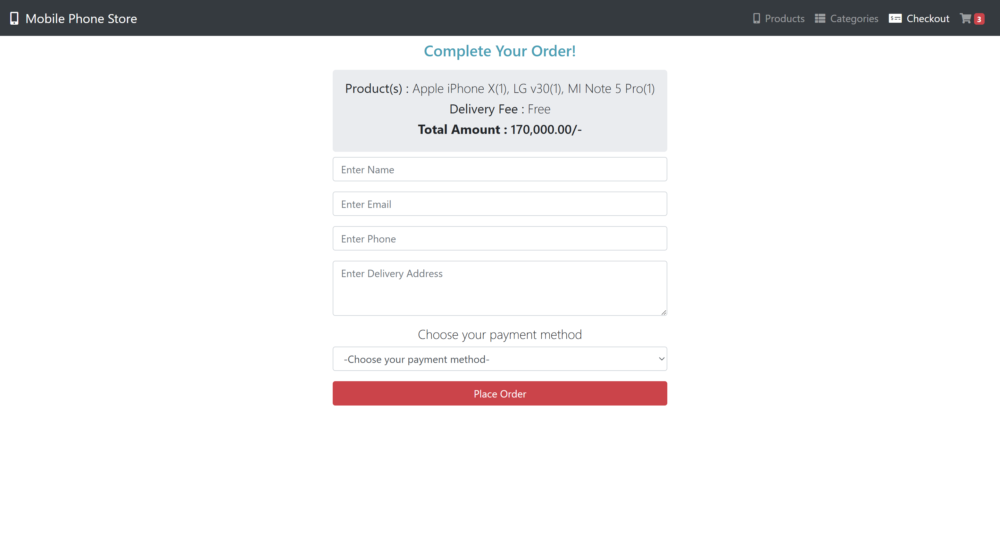 Mobile Phone Store
Products Categories Checkout 3
Complete Your Order!
Product(s) : Apple iPhone X(1), LG v30(1), MI Note 5 Pro(1)
Delivery Fee : Free
Total Amount : 170,000.00/-
Enter Name
Enter Email
Enter Phone
Enter Delivery Address
Choose your payment method
-Choose your payment method-
Place Order